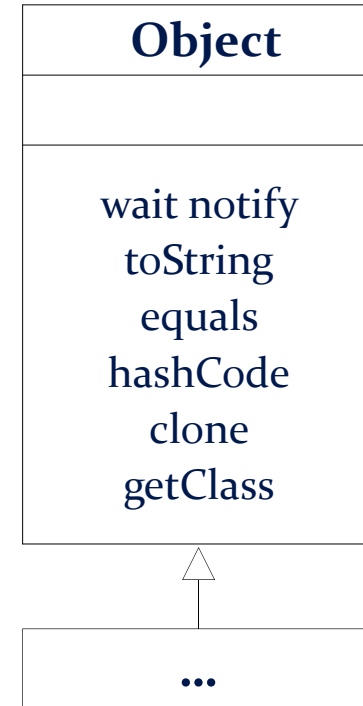 Object
wait notify
toString
equals
hashCode
clone
getClass
...